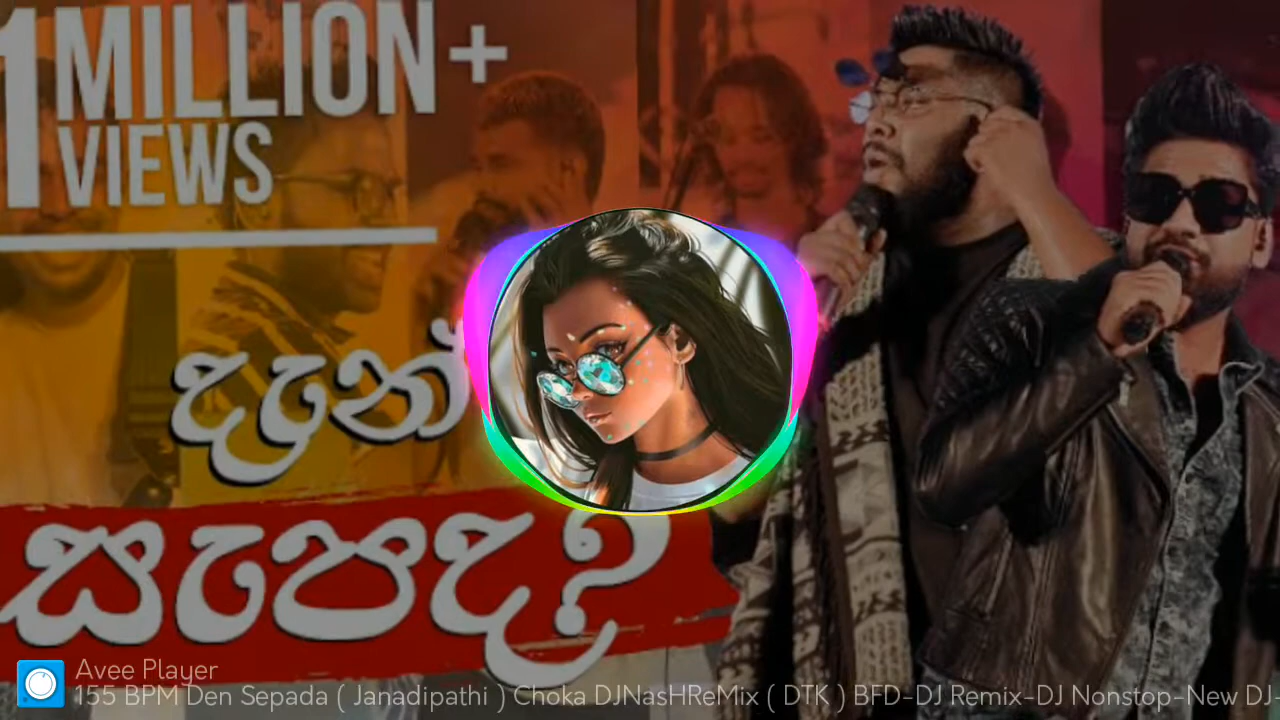 1 MILLION+
VIEWS
දැන්
සැපද?
Avee Player
155 BPM Den Sepada ( Janadipathi ) Choka DJNasHReMix ( DTK ) BFD-DJ Remix-DJ Nonstop-New DJ-